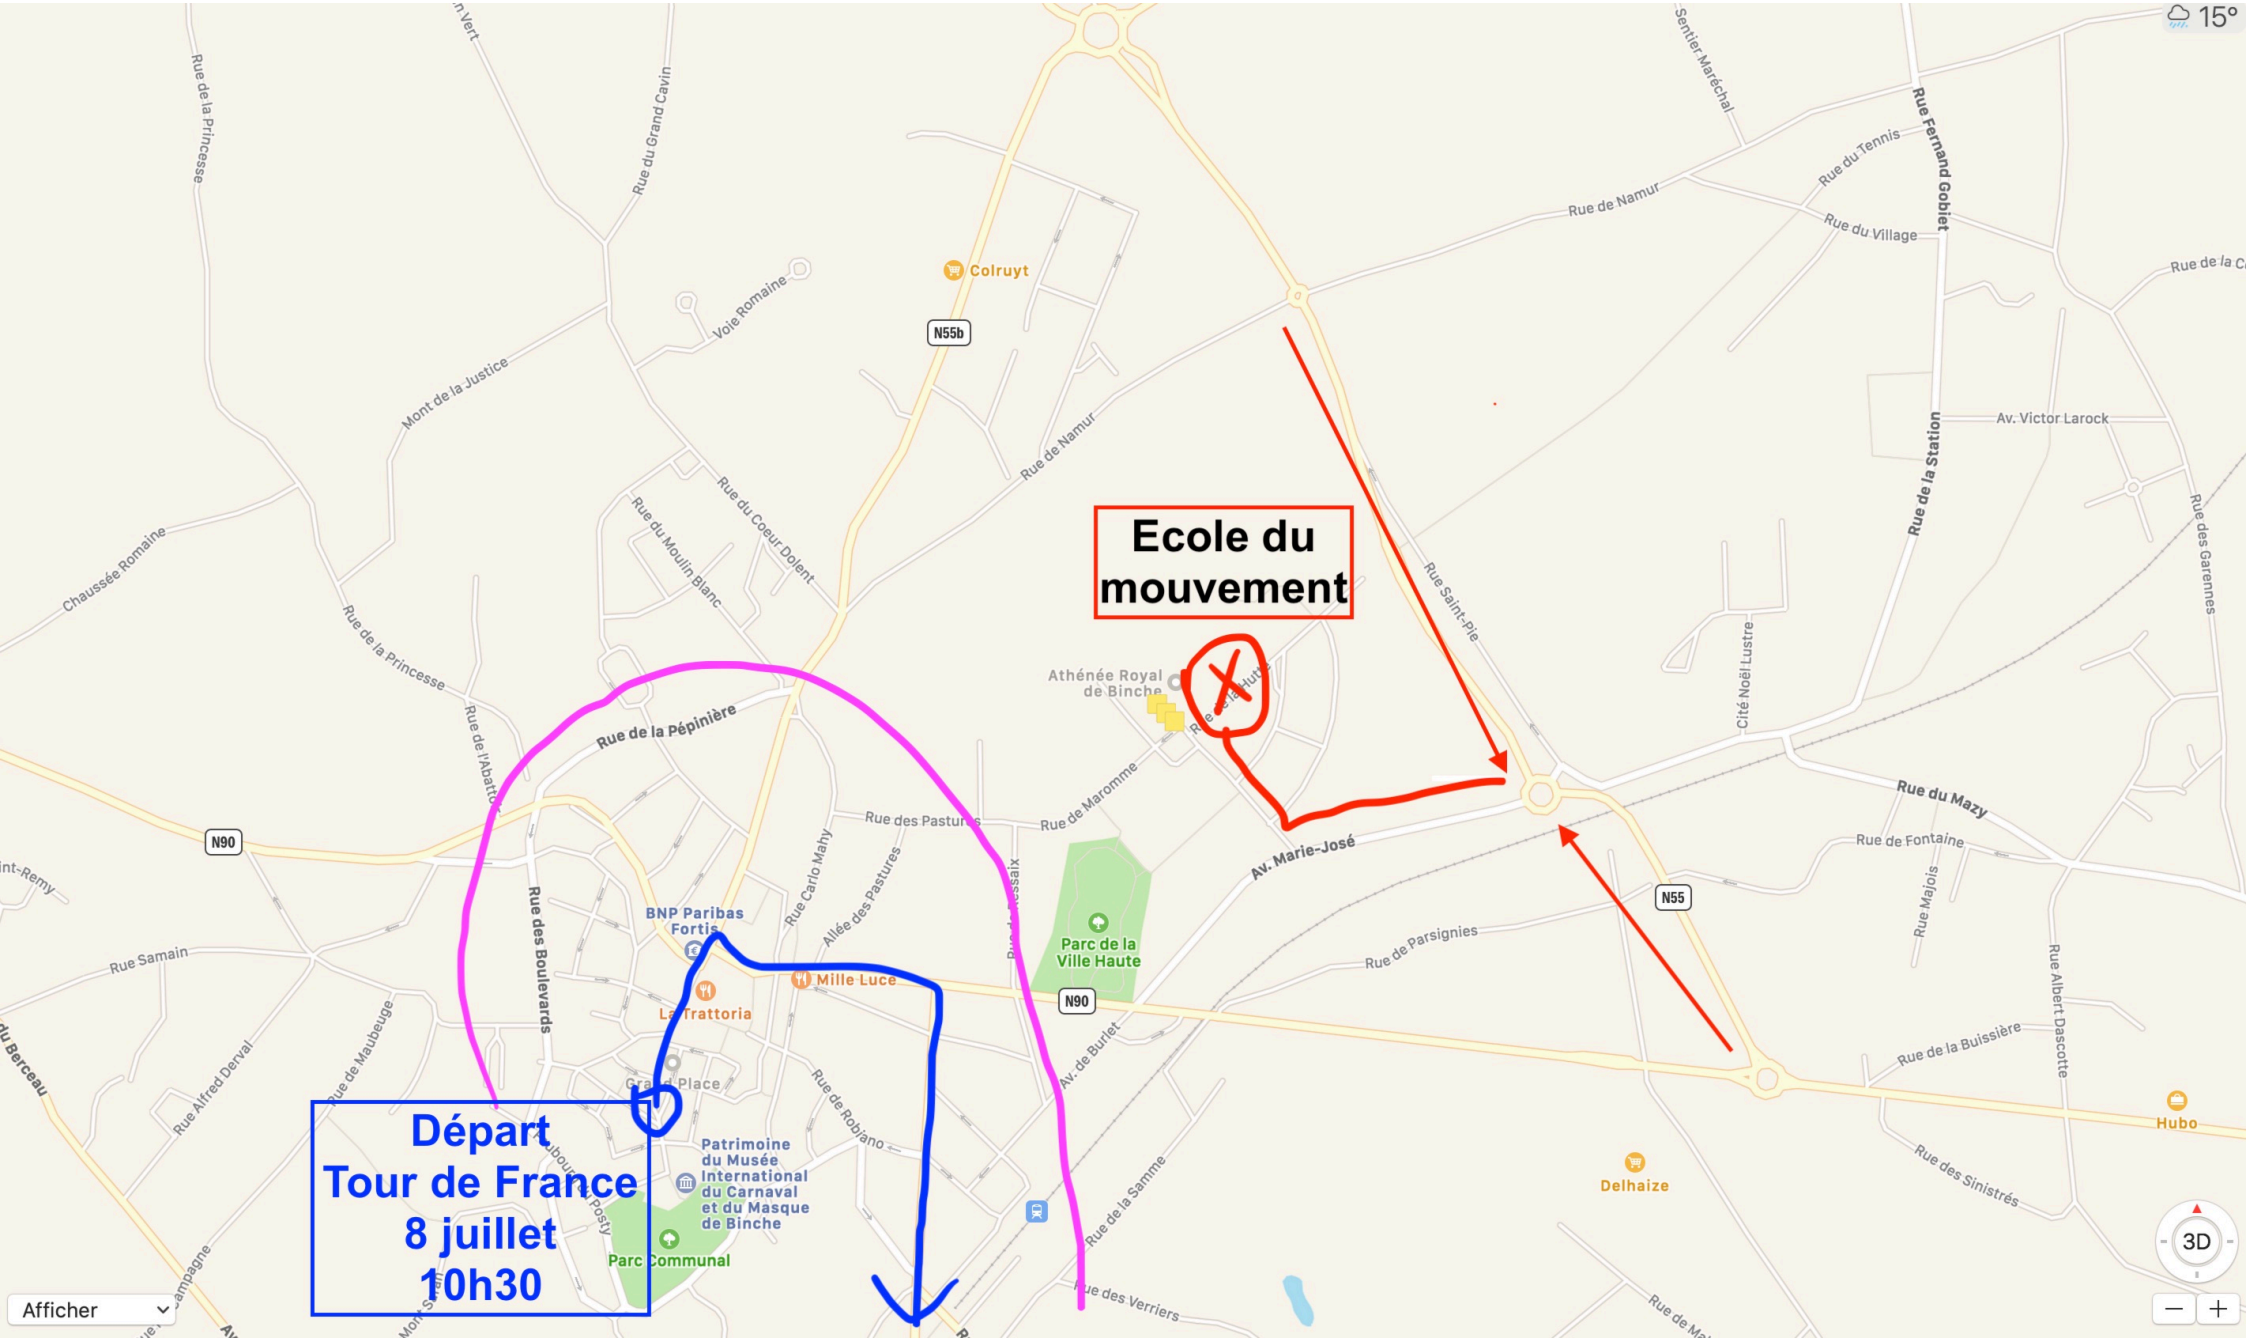 15°
Sentier Maréchal
Rue de la Princesse
Rue du Grand Cavin
Rue Fernand Gobiet
Rue du Tennis
Rue de Namur
Rue du Village
Colruyt
Voie Romaine
N55b
Mont de la Justice
Rue de Namur
Av. Victor Larock
Rue de la Station
Rue des Garennes
Rue du Coeur Dolent
Rue du Moulin Blanc
Chaussée Romaine
Ecole du
mouvement
Rue Saint-Pie
Rue de la Princesse
Athénée Royal
de Binche
Cité Noël Lustre
Rue de la Pépinière
Rue de Maromme
Rue du Mazy
Rue des Pastures
Rue de Fontaine
N90
Av. Marie-José
Rue Carlo Mahy
Allée des Pastures
Rue Majois
N55
BNP Paribas
Fortis
Rue des Boulevards
Parc de la
Ville Haute
Rue de Parsignies
Rue Samain
Mille Luce
N90
La Trattoria
Rue Albert Dascotte
Rue de Maubeuge
Rue Alfred Derval
Av. de Burlet
Rue de la Buissière
Grand Place
Rue de Robiano
Hubo
Départ
Tour de France
8 juillet
10h30
Patrimoine
du Musée
International
du Carnaval
et du Masque
de Binche
Delhaize
Rue des Sinistrés
Rue de la Samme
Parc Communal
3D
Rue des Verriers
Afficher